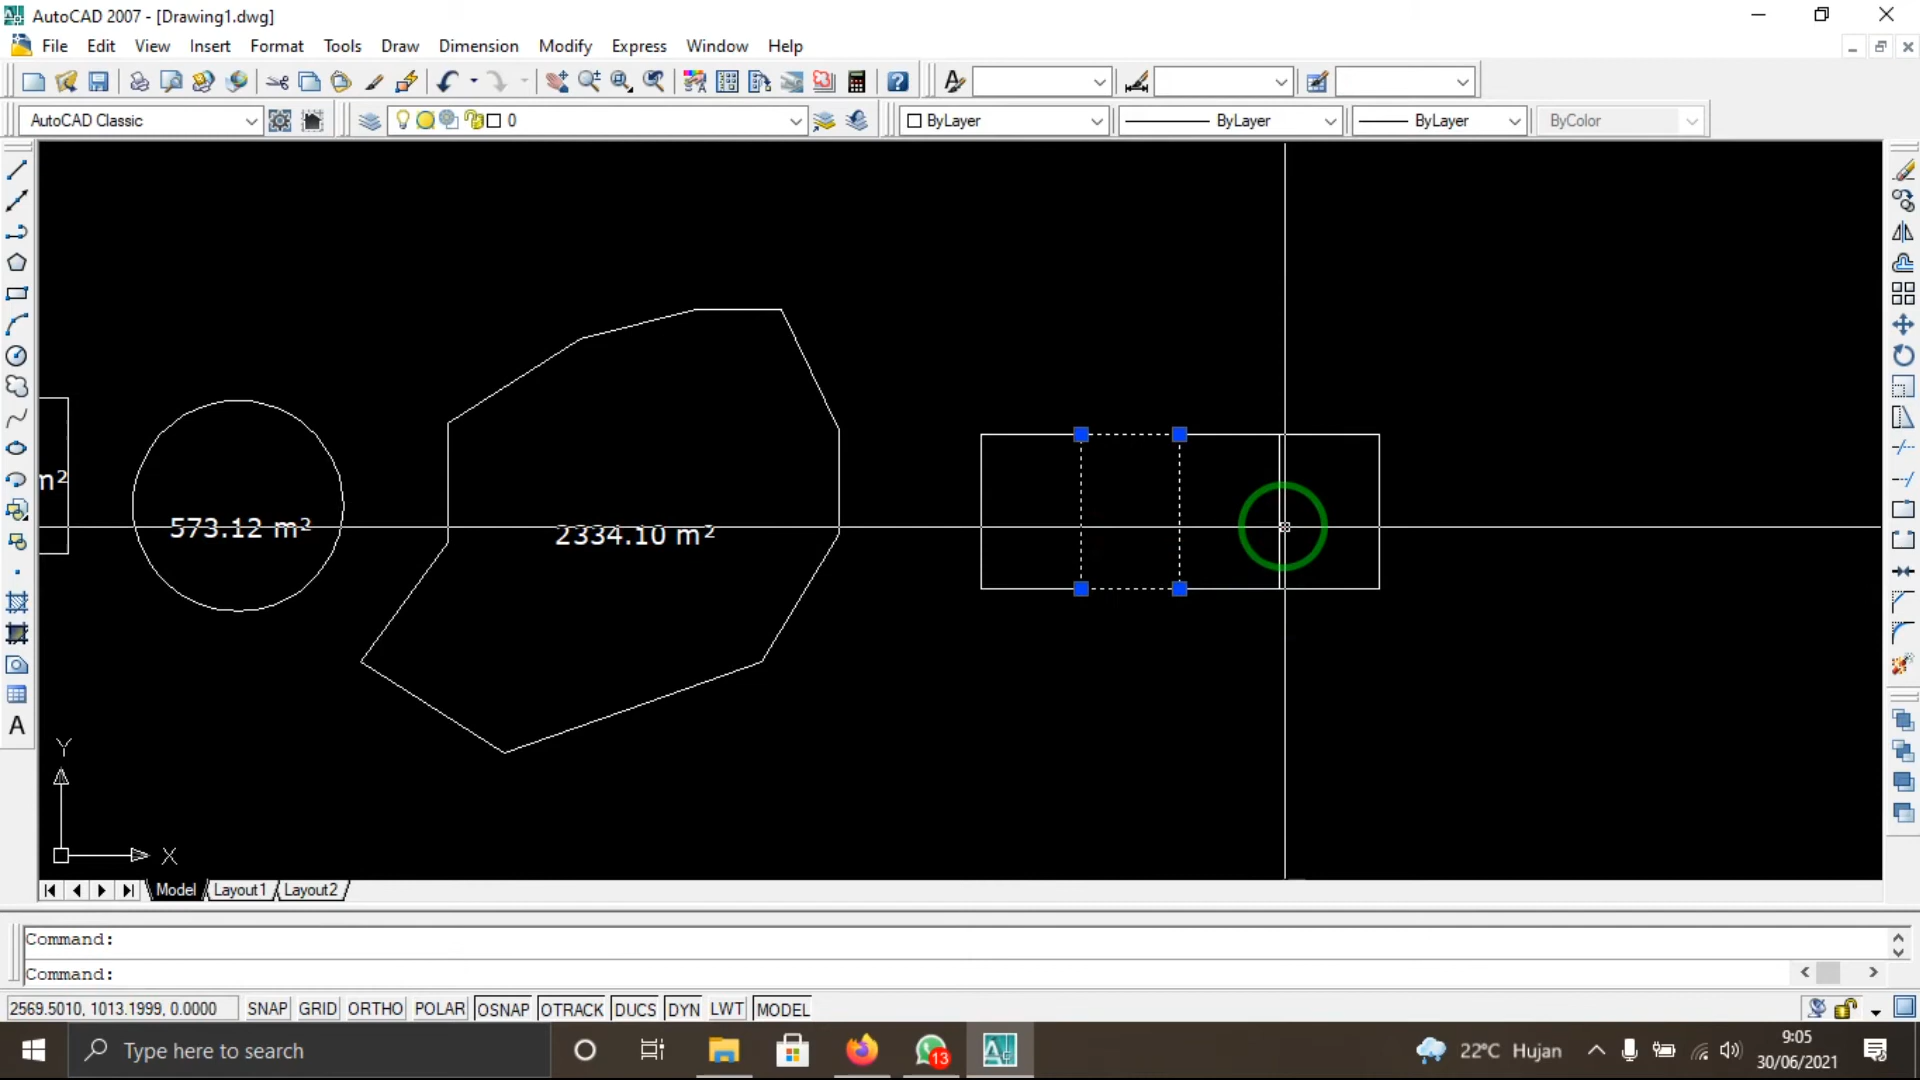 AutoCAD 2007 - [Drawing1.dwg]
File Edit View Insert Format Tools Draw Dimension Modify Express Window Help
AutoCAD Classic
0
ByLayer
ByLayer
ByLayer
ByColor
m²
573.12 m²
2334.10 m²
Y
X
Model Layout1 Layout2
Command:
Command:
2569.5010, 1013.1999, 0.0000 SNAP GRID ORTHO POLAR OSNAP OTRACK DUCS DYN LWT MODEL
Type here to search
13
22°C Hujan
9:05
30/06/2021